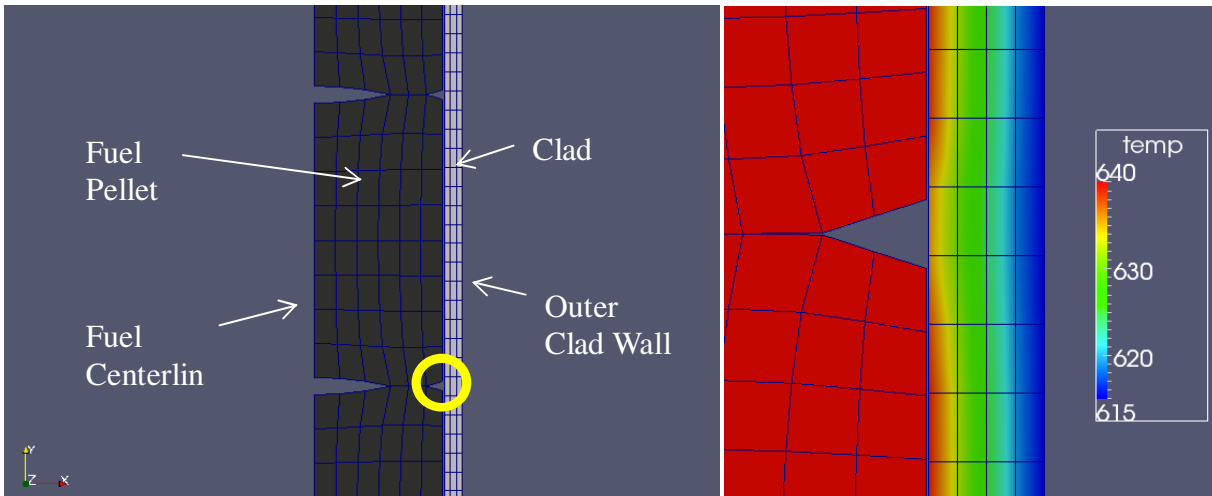 Fuel
Pellet
Clad
Fuel
Centerlin
Outer
Clad Wall
Y
Z X
temp
640
630
620
615